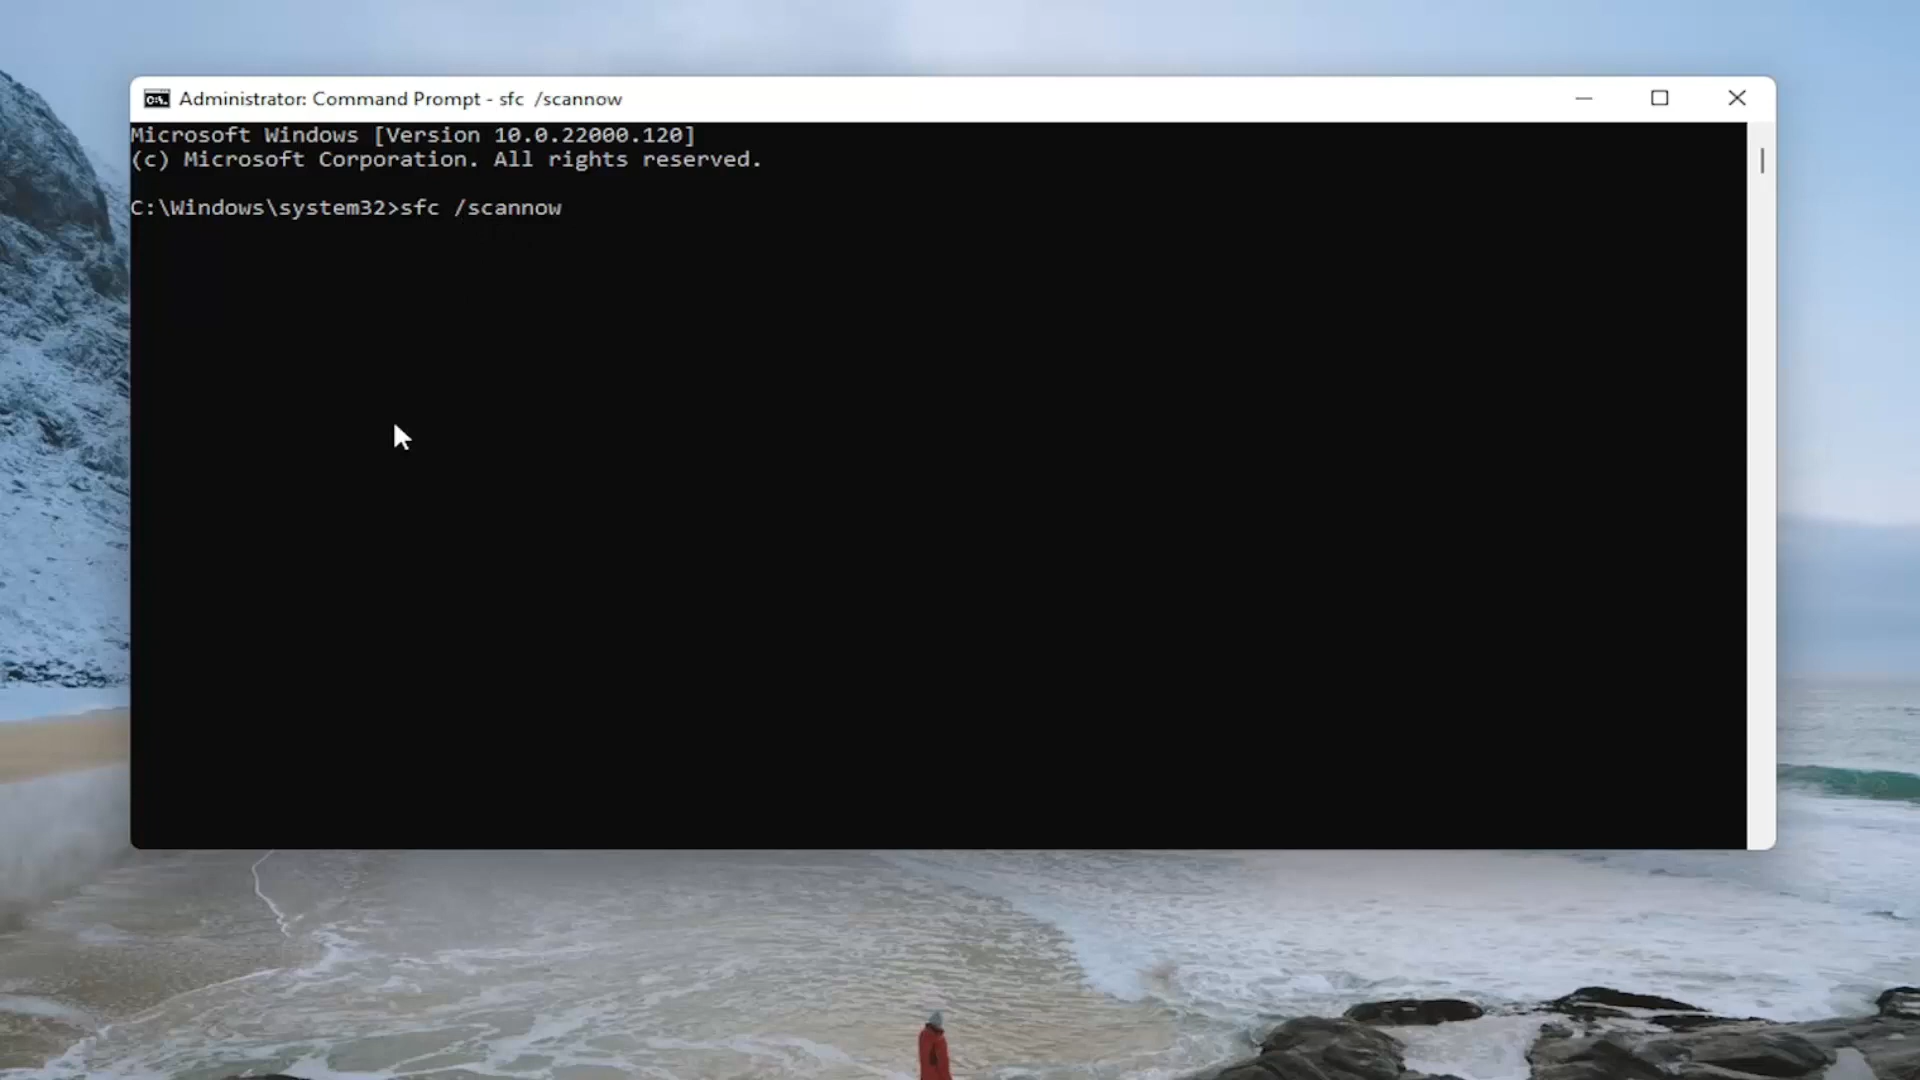 Administrator: Command Prompt - sfc  /scannow
Microsoft Windows [Version 10.0.22000.120]
(c) Microsoft Corporation. All rights reserved.
C:\Windows\system32>sfc /scannow